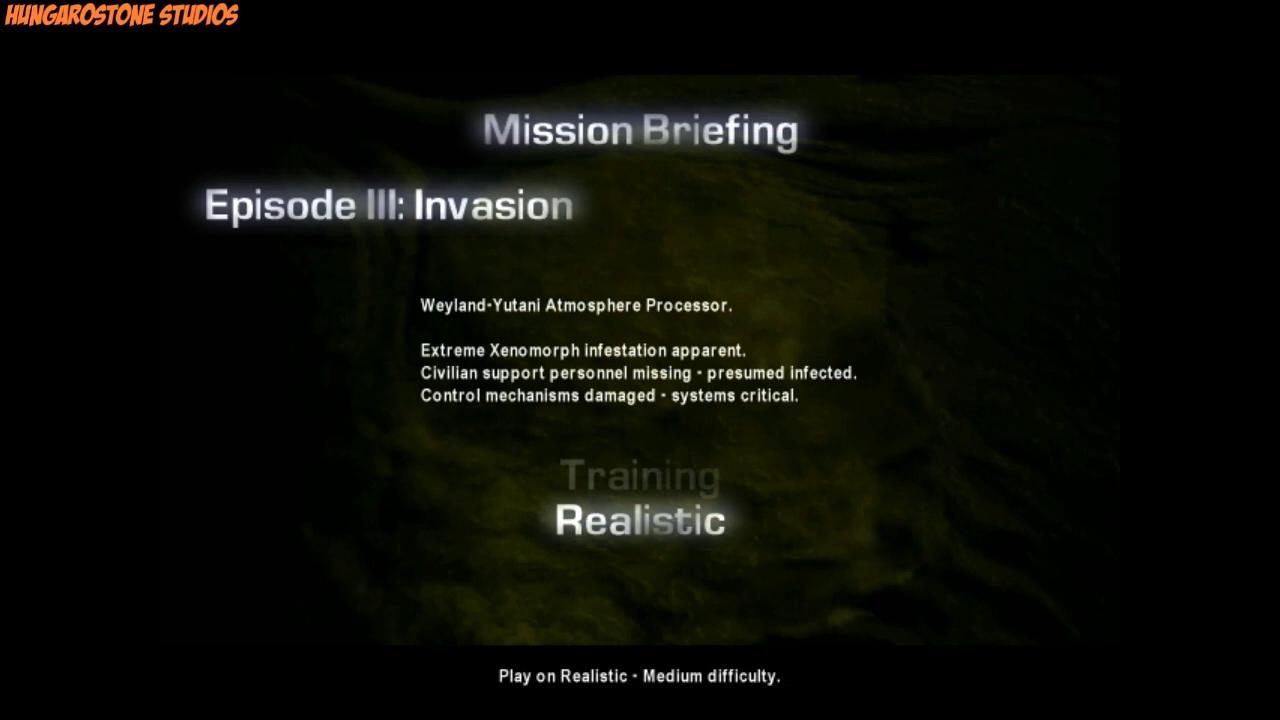 HUNGAROSTONE STUDIOS
Mission Briefing
Episode III: Invasion
Weyland-Yutani Atmosphere Processor.
Extreme Xenomorph infestation apparent.
Civilian support personnel missing - presumed infected.
Control mechanisms damaged - systems critical.
Training
Realistic
Play on Realistic - Medium difficulty.